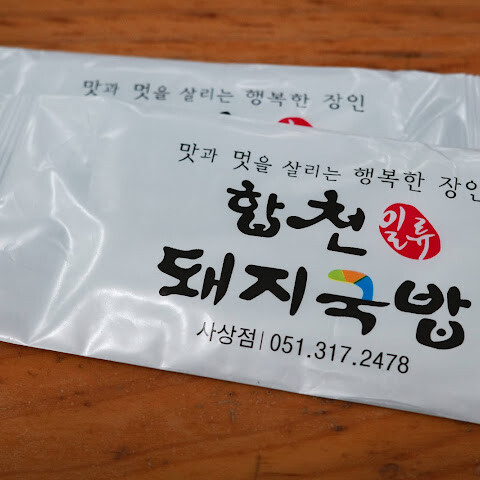 맛과 멋을 살리는 행복한 장인
맛과 멋을 살리는 행복한 장인
합천 일류
돼지국밥
사상점 | 051.317.2478